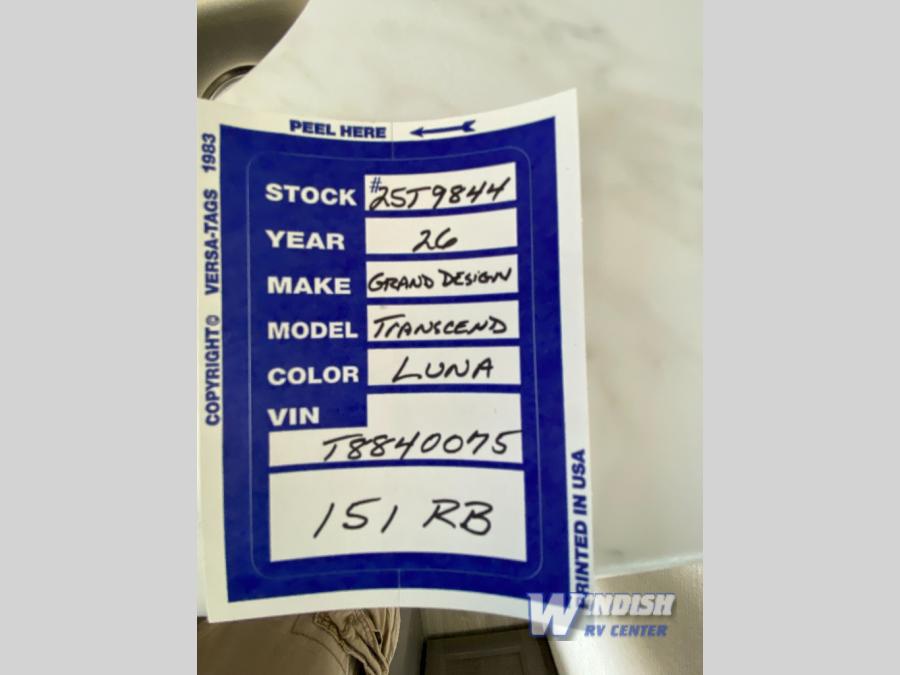 PEEL HERE
COPYRIGHT© VERSA-TAGS 1983
STOCK #25T9844
YEAR 26
MAKE GRAND DESIGN
MODEL TRANSCEND
COLOR LUNA
VIN
T8840075
151 RB
PRINTED IN USA
WINDISH
RV CENTER